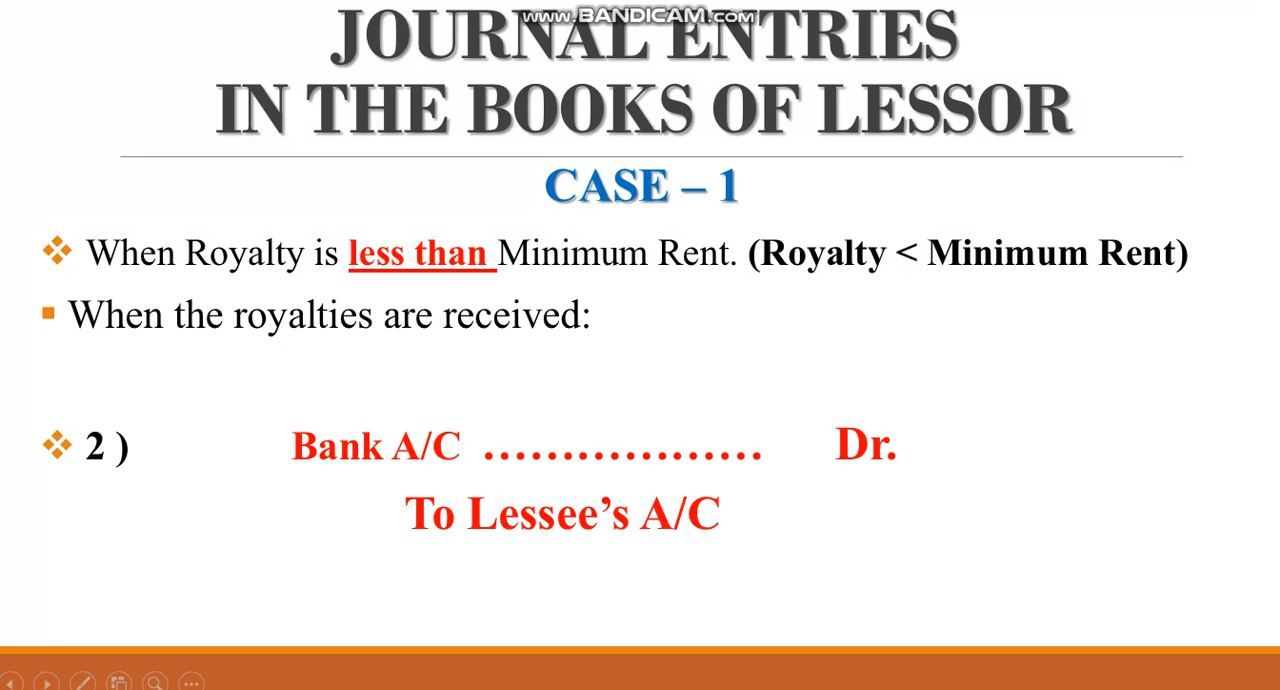 www.BANDICAM.com
JOURNAL ENTRIES
IN THE BOOKS OF LESSOR
CASE – 1
When Royalty is less than Minimum Rent. (Royalty < Minimum Rent)
When the royalties are received:
2 ) Bank A/C .................. Dr.
To Lessee’s A/C